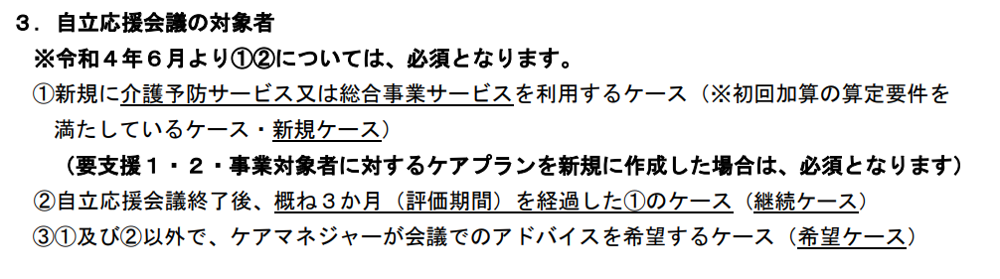 ３．自立応援会議の対象者
※令和４年６月より①②については、必須となります。
①新規に介護予防サービス又は総合事業サービスを利用するケース（※初回加算の算定要件を
満たしているケース・新規ケース）
（要支援１・２・事業対象者に対するケアプランを新規に作成した場合は、必須となります）
②自立応援会議終了後、概ね３か月（評価期間）を経過した①のケース（継続ケース）
③①及び②以外で、ケアマネジャーが会議でのアドバイスを希望するケース（希望ケース）